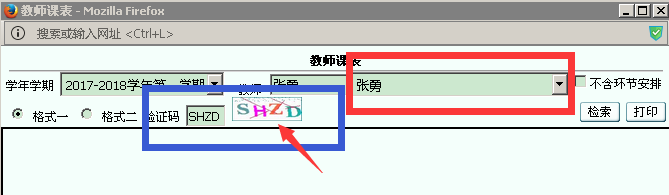 教师课表 - Mozilla Firefox
搜索或输入网址 <Ctrl+L>
教师课表
学年学期 2017-2018学年第 学期 教师 张勇 张勇 不含环节安排
格式一 格式二 验证码 SHZD SHZD 检索 打印